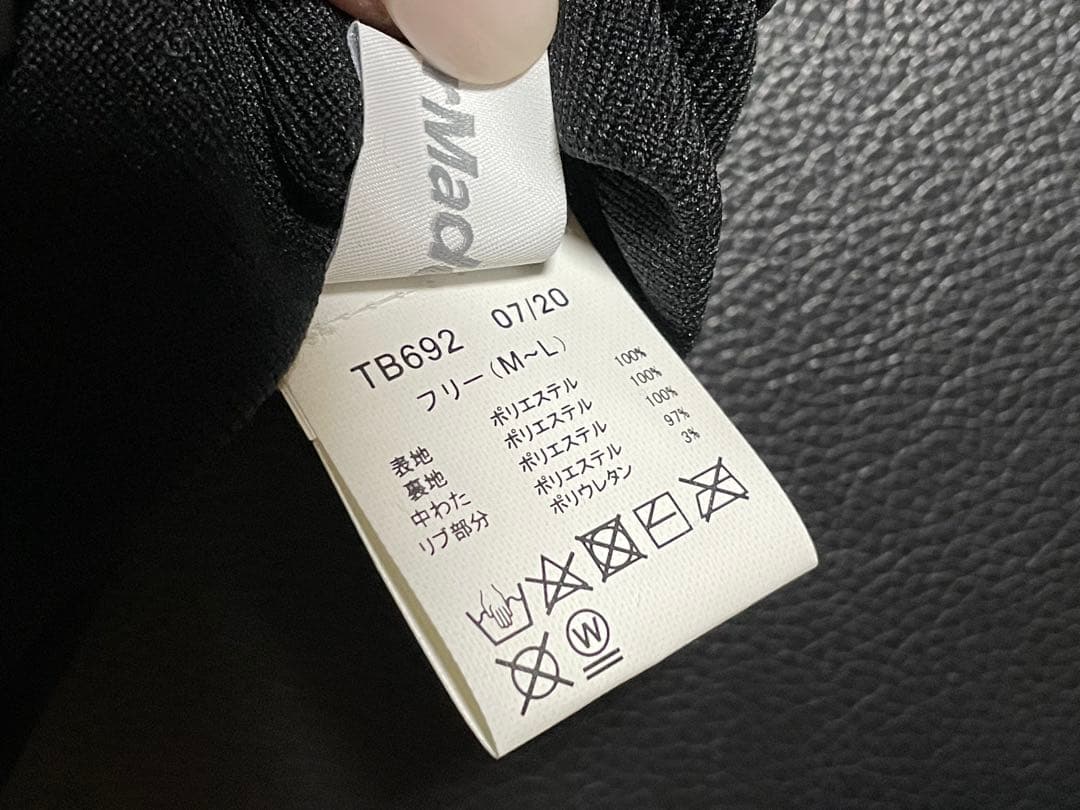 rMad
TB692 07/20
フリー(M~L)
表地 ポリエステル 100%
裏地 ポリエステル 100%
中わた ポリエステル 100%
リブ部分 ポリエステル 97%
ポリウレタン 3%
W